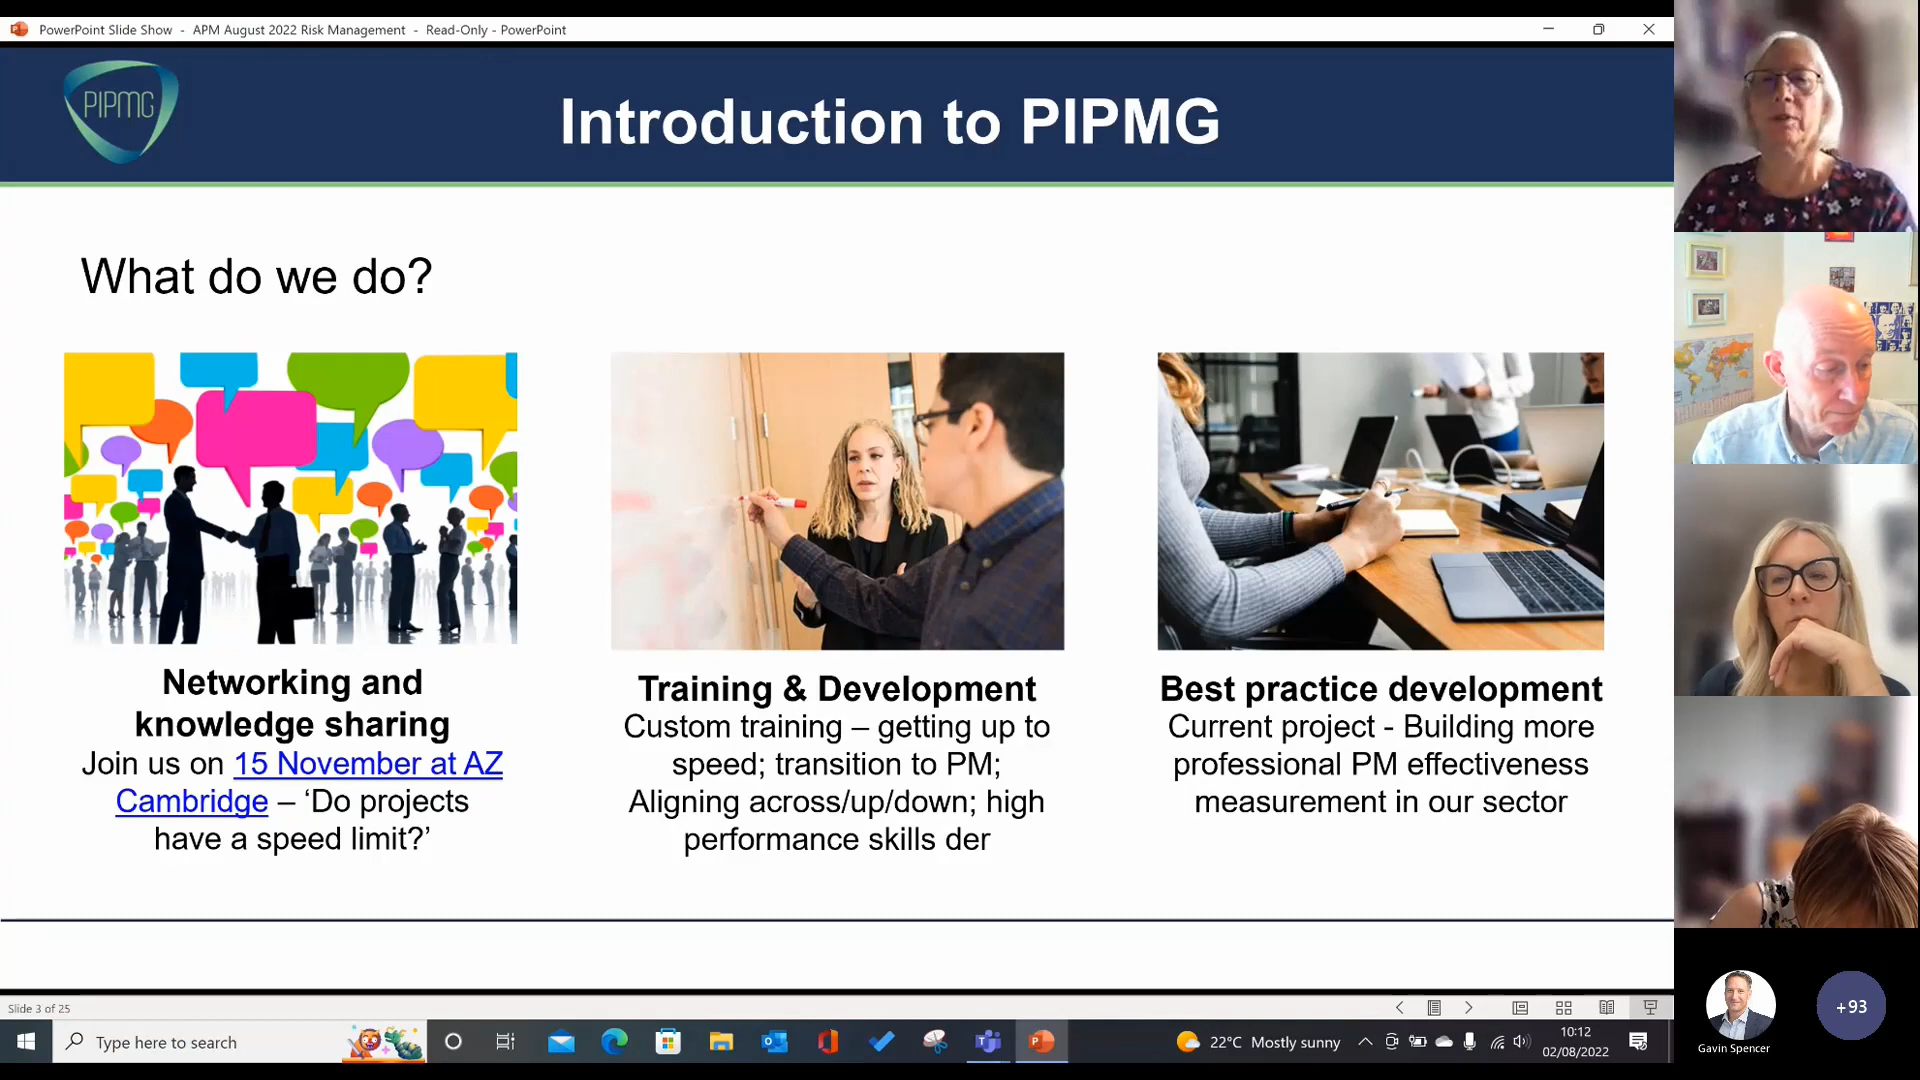 PowerPoint Slide Show - APM August 2022 Risk Management - Read-Only - PowerPoint
PIPMG
Introduction to PIPMG
What do we do?
Networking and
knowledge sharing
Join us on 15 November at AZ
Cambridge – ‘Do projects
have a speed limit?’
Training & Development
Custom training – getting up to
speed; transition to PM;
Aligning across/up/down; high
performance skills der
Best practice development
Current project - Building more
professional PM effectiveness
measurement in our sector
Slide 3 of 25
Type here to search
22°C Mostly sunny
10:12
02/08/2022
+93
Gavin Spencer